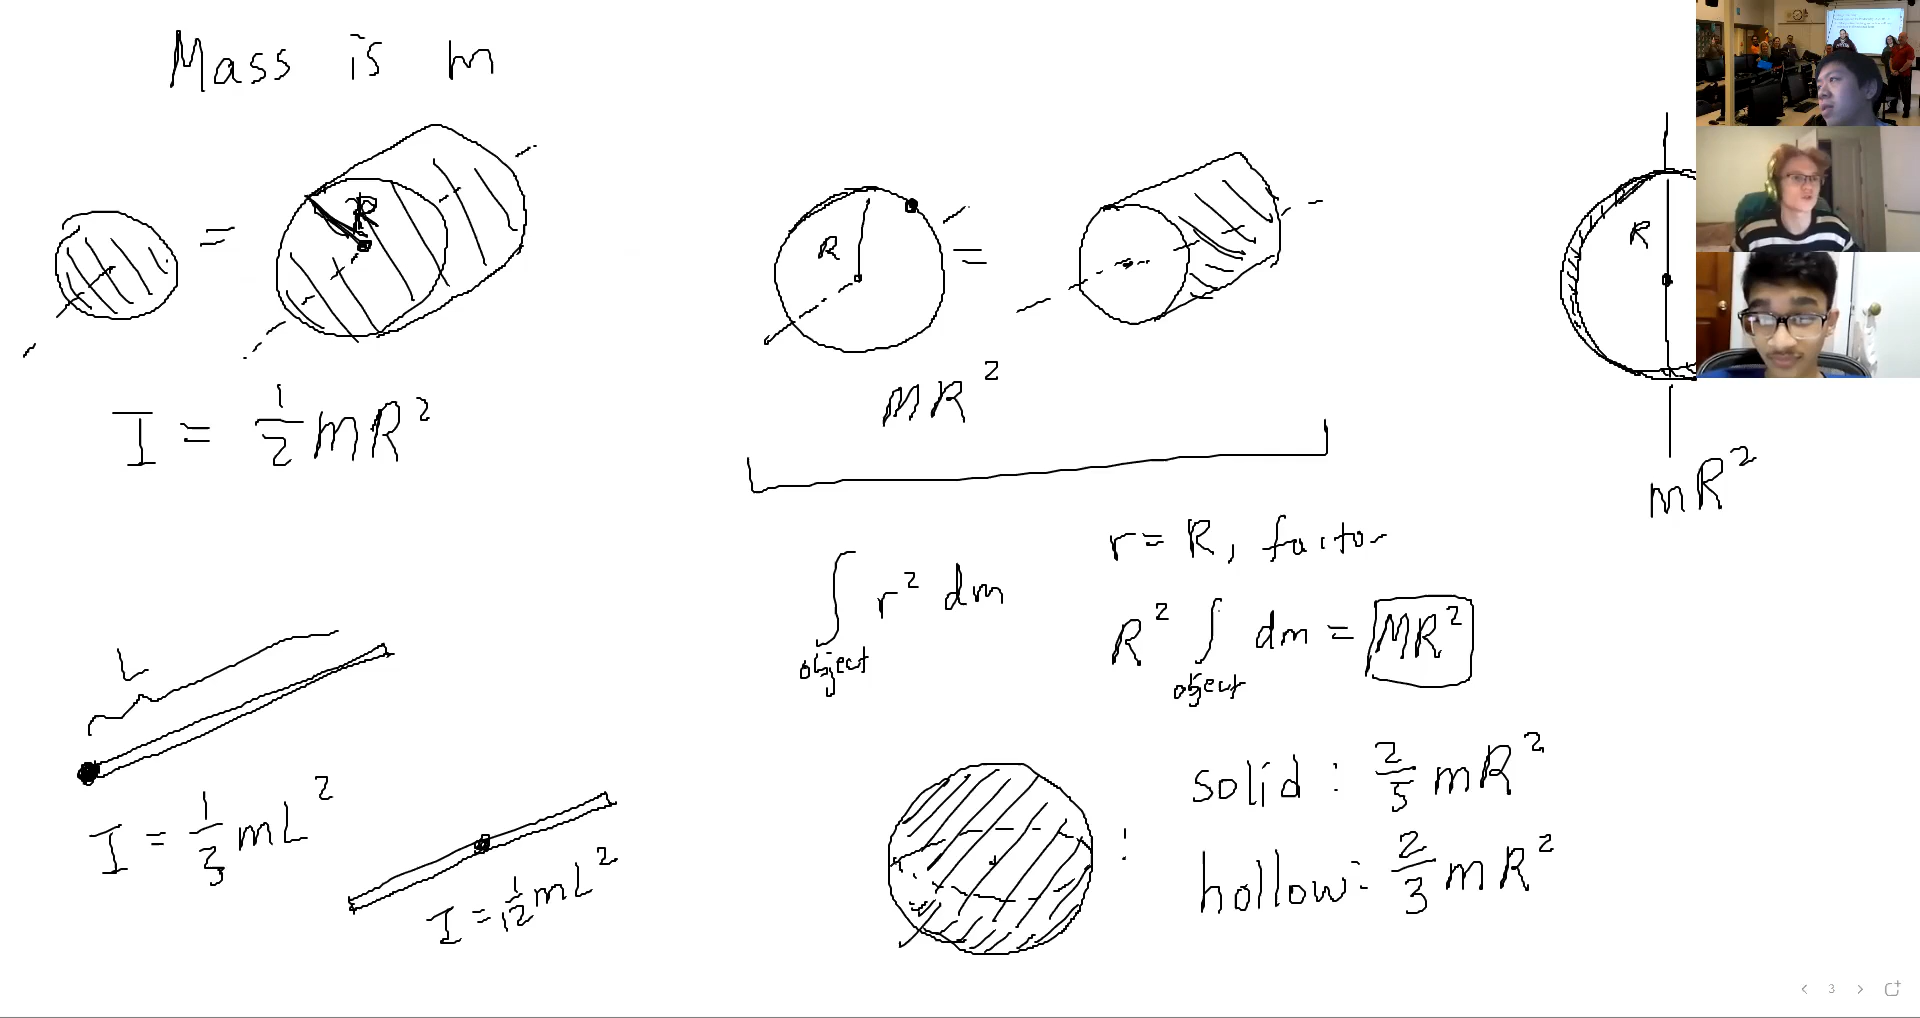 Mass is m
R
I = 1/2 mR²
R
=
=
MR²
R
mR²
∫object r² dm
r = R, factor
R² ∫object dm = MR²
L
I = 1/3 mL²
I = 1/12 mL²
:
solid : 2/5 mR²
hollow: 2/3 mR²
3